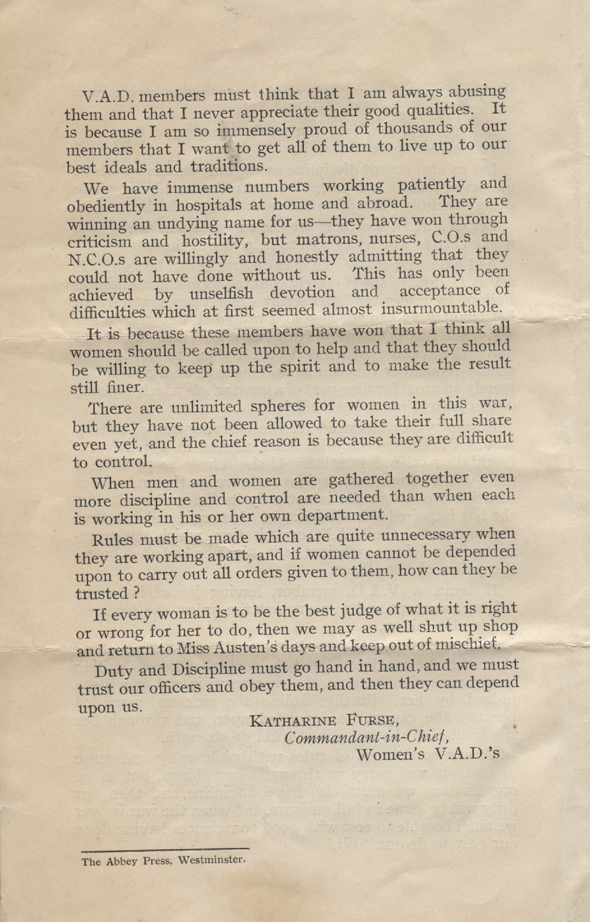 V.A.D. members must think that I am always abusing
them and that I never appreciate their good qualities. It
is because I am so immensely proud of thousands of our
members that I want to get all of them to live up to our
best ideals and traditions.
We have immense numbers working patiently and
obediently in hospitals at home and abroad. They are
winning an undying name for us—they have won through
criticism and hostility, but matrons, nurses, C.O.s and
N.C.O.s are willingly and honestly admitting that they
could not have done without us. This has only been
achieved by unselfish devotion and acceptance of
difficulties which at first seemed almost insurmountable.
It is because these members have won that I think all
women should be called upon to help and that they should
be willing to keep up the spirit and to make the result
still finer.
There are unlimited spheres for women in this war,
but they have not been allowed to take their full share
even yet, and the chief reason is because they are difficult
to control.
When men and women are gathered together even
more discipline and control are needed than when each
is working in his or her own department.
Rules must be made which are quite unnecessary when
they are working apart, and if women cannot be depended
upon to carry out all orders given to them, how can they be
trusted ?
If every woman is to be the best judge of what it is right
or wrong for her to do, then we may as well shut up shop
and return to Miss Austen's days and keep out of mischief.
Duty and Discipline must go hand in hand, and we must
trust our officers and obey them, and then they can depend
upon us.
KATHARINE FURSE,
Commandant-in-Chief,
Women's V.A.D.'s
The Abbey Press, Westminster.